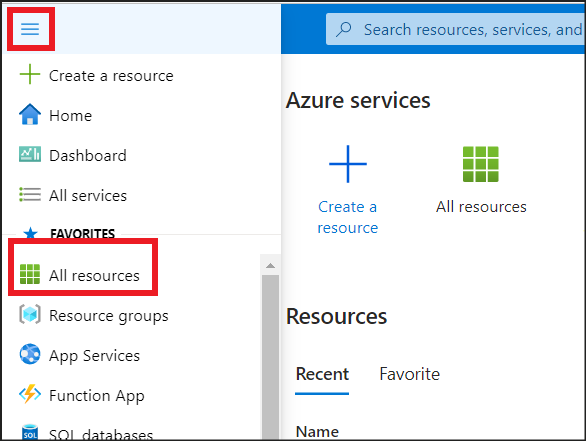 Search resources, services, and
Create a resource
Home
Dashboard
All services
FAVORITES
All resources
Resource groups
App Services
Function App
SQL databases
Azure services
Create a
resource
All resources
Resources
Recent
Favorite
Name